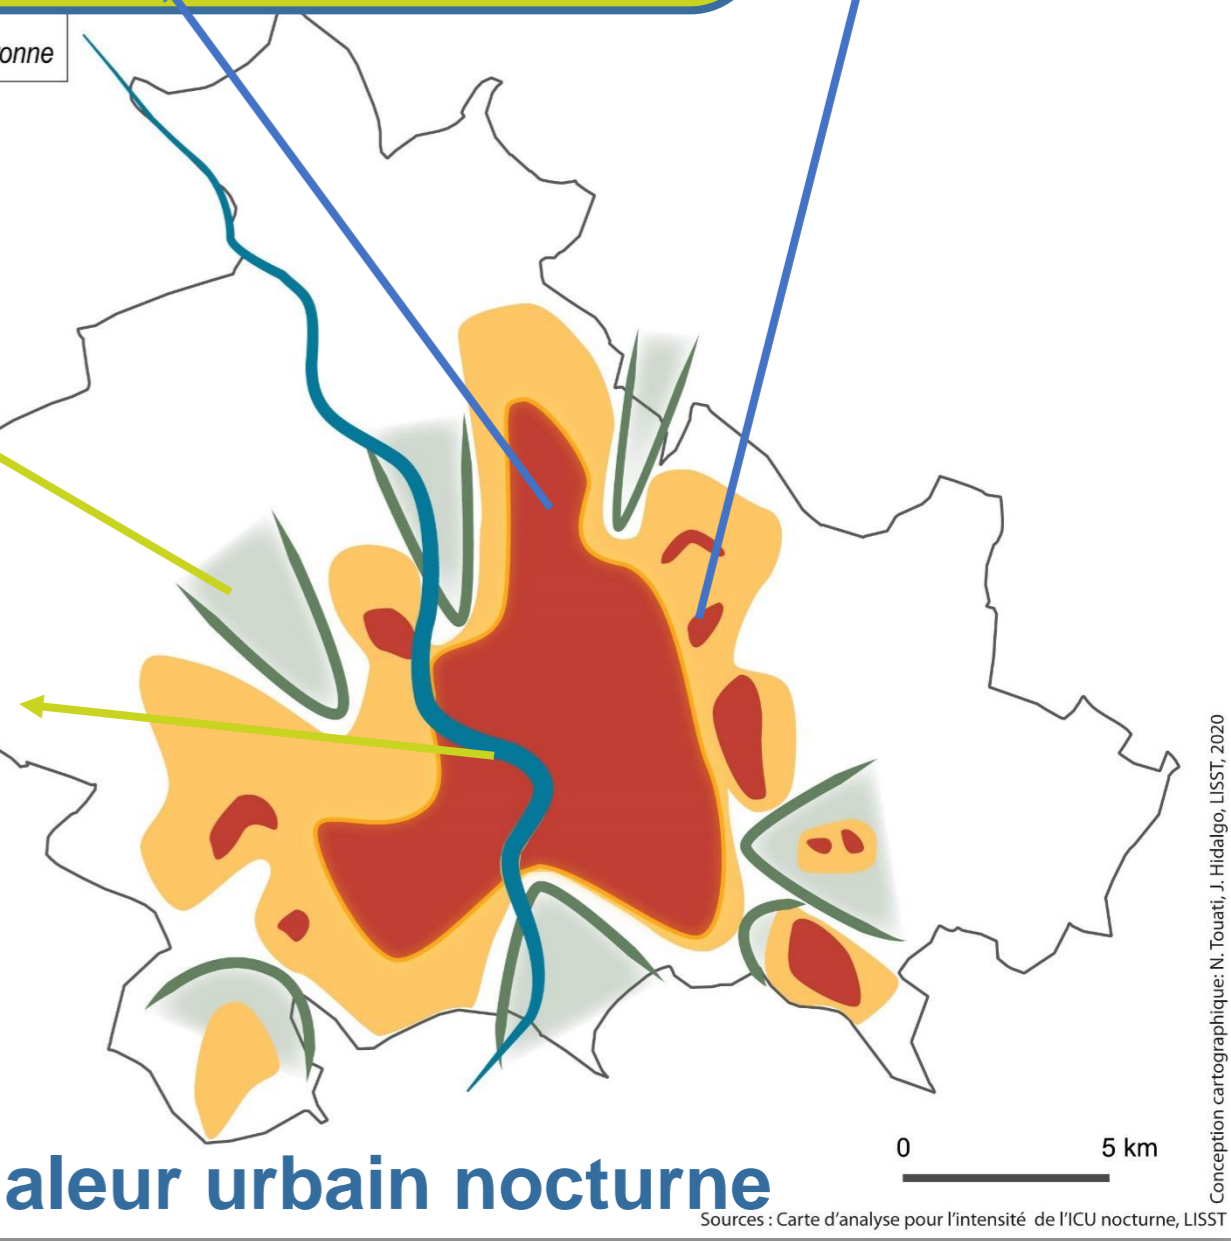 onne
0 5 km
Conception cartographique: N. Touati, J. Hidalgo, LISST, 2020
aleur urbain nocturne
Sources : Carte d'analyse pour l'intensité de l'ICU nocturne, LISST